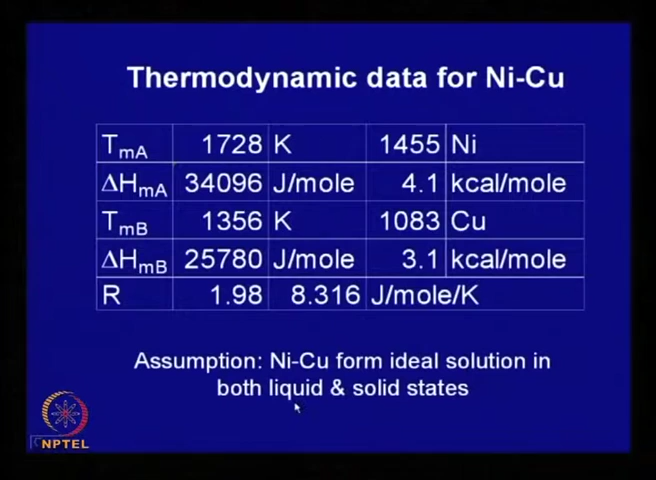 Thermodynamic data for Ni-Cu
TmA 1728 K 1455 Ni
ΔHmA 34096 J/mole 4.1 kcal/mole
TmB 1356 K 1083 Cu
ΔHmB 25780 J/mole 3.1 kcal/mole
R 1.98 8.316 J/mole/K
Assumption: Ni-Cu form ideal solution in
both liquid & solid states
NPTEL